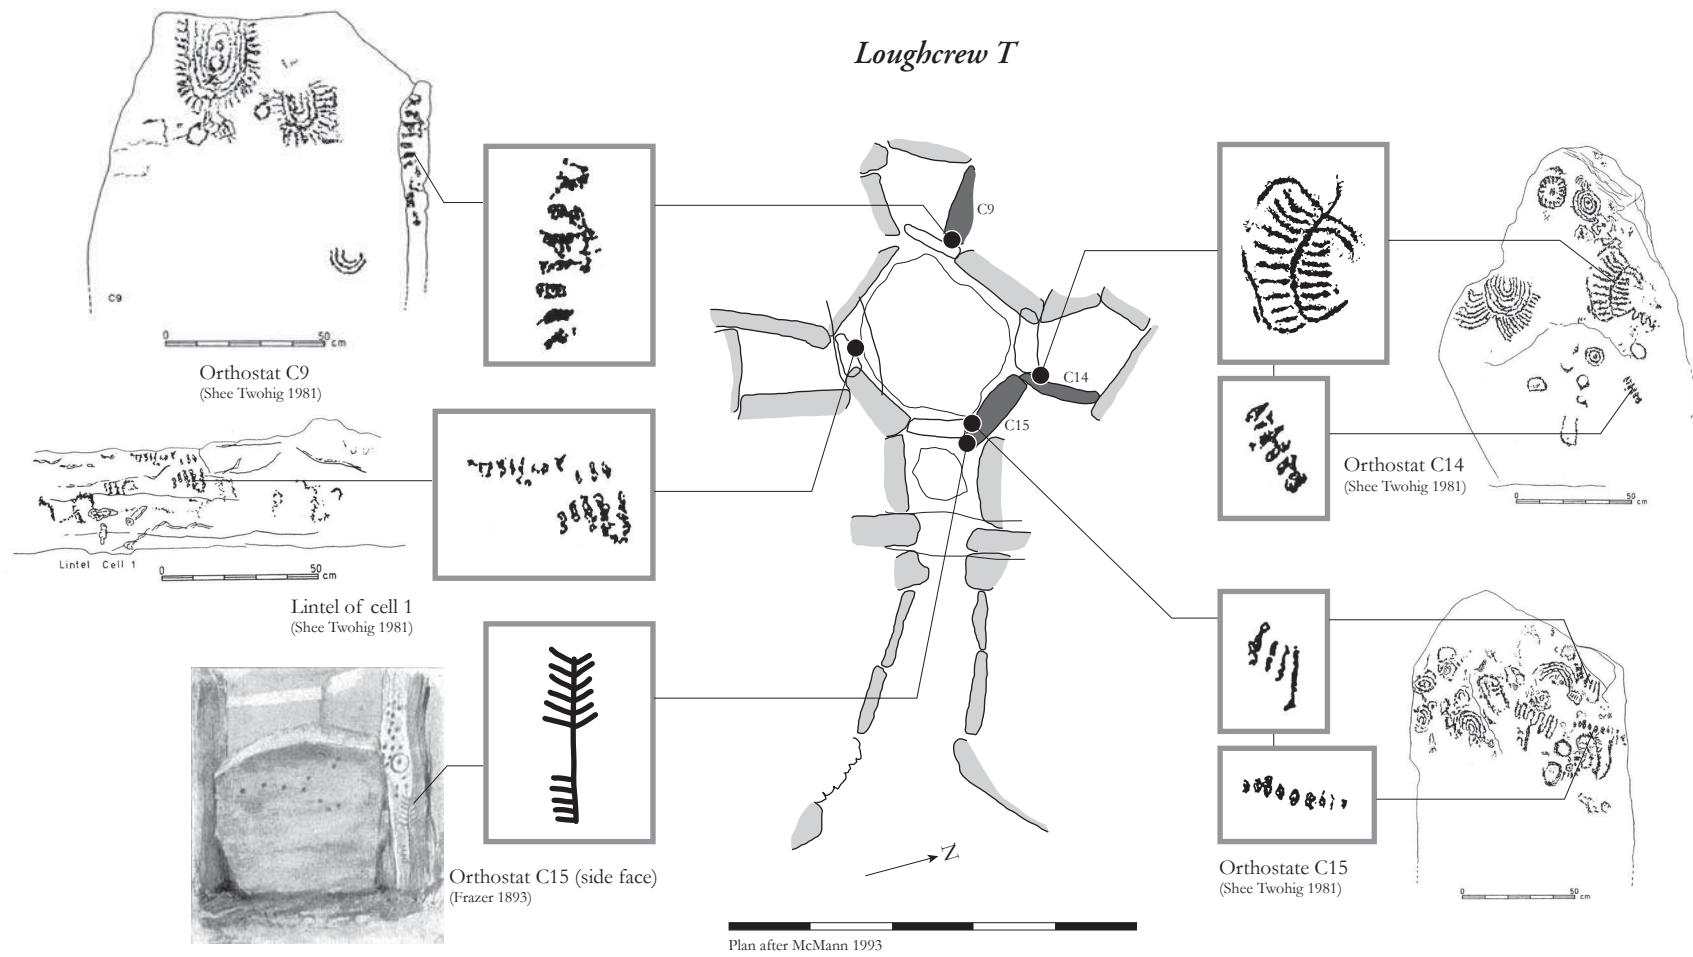 Loughcrew T
C9
0
50
cm
Orthostat C9
(Shee Twohig 1981)
Lintel Cell 1
0
50
cm
Lintel of cell 1
(Shee Twohig 1981)
Orthostat C15 (side face)
(Frazer 1893)
C9
C14
C15
N
Plan after McMann 1993
Orthostat C14
(Shee Twohig 1981)
0
50
cm
Orthostate C15
(Shee Twohig 1981)
0
50
cm